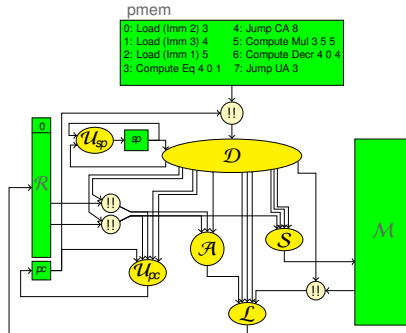 pmem
0: Load (Imm 2) 3 4: Jump CA 8
1: Load (Imm 3) 4 5: Compute Mul 3 5 5
2: Load (Imm 1) 5 6: Compute Decr 4 0 4
3: Compute Eq 4 0 1 7: Jump UA 3
!!
0
U_sp
sp
D
R
!!
!!
M
pc
U_pc
A
S
!!
L